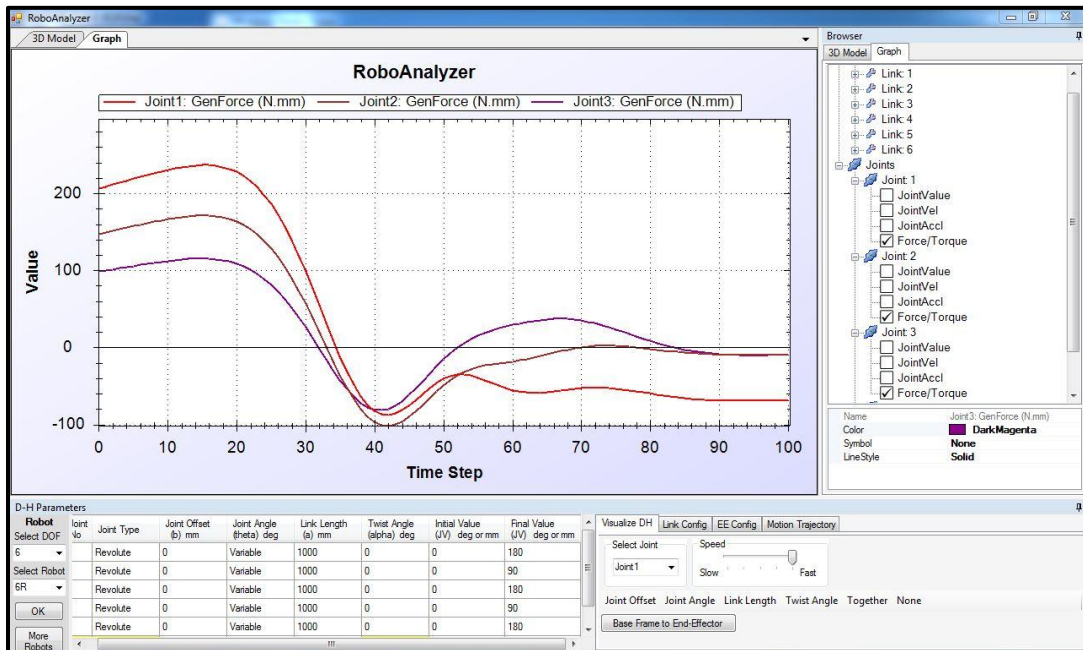 RoboAnalyzer
3D Model Graph
RoboAnalyzer
Joint1: GenForce (N.mm) Joint2: GenForce (N.mm) Joint3: GenForce (N.mm)
Value
200
100
0
-100
0 10 20 30 40 50 60 70 80 90 100
Time Step
Browser
3D Model Graph
Link: 1
Link: 2
Link: 3
Link: 4
Link: 5
Link: 6
Joints
Joint: 1
JointValue
JointVel
JointAccl
Force/Torque
Joint: 2
JointValue
JointVel
JointAccl
Force/Torque
Joint: 3
JointValue
JointVel
JointAccl
Force/Torque
Name Joint3: GenForce (N.mm)
Color DarkMagenta
Symbol None
LineStyle Solid
D-H Parameters
Robot
Select DOF
6
Select Robot
6R
OK
More
Robots
Joint Type Joint Offset Joint Angle Link Length Twist Angle Initial Value Final Value
No (b) mm (theta) deg (a) mm (alpha) deg (JV) deg or mm (JV) deg or mm
Revolute 0 Variable 1000 0 0 180
Revolute 0 Variable 1000 0 0 90
Revolute 0 Variable 1000 0 0 180
Revolute 0 Variable 1000 0 0 90
Revolute 0 Variable 1000 0 0 180
Visualize DH Link Config EE Config Motion Trajectory
Select Joint
Joint1
Speed
Slow Fast
Joint Offset Joint Angle Link Length Twist Angle Together None
Base Frame to End-Effector